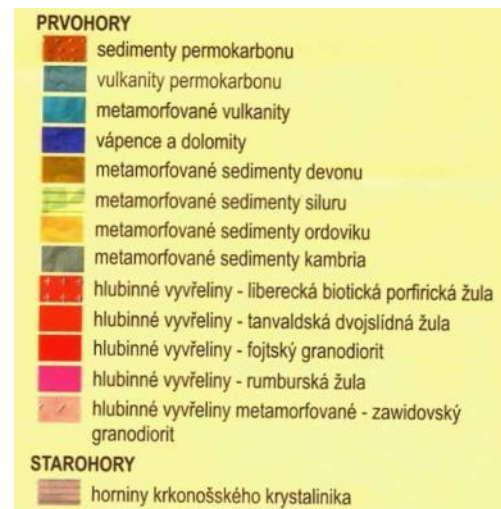 PRVOHORY
sedimenty permokarbonu
vulkanity permokarbonu
metamorfované vulkanity
vápence a dolomity
metamorfované sedimenty devonu
metamorfované sedimenty siluru
metamorfované sedimenty ordoviku
metamorfované sedimenty kambria
hlubinné vyvřeliny - liberecká biotická porfirická žula
hlubinné vyvřeliny - tanvaldská dvojslídná žula
hlubinné vyvřeliny - fojtský granodiorit
hlubinné vyvřeliny - rumburská žula
hlubinné vyvřeliny metamorfované - zawidovský
granodiorit
STAROHORY
horniny krkonošského krystalinika